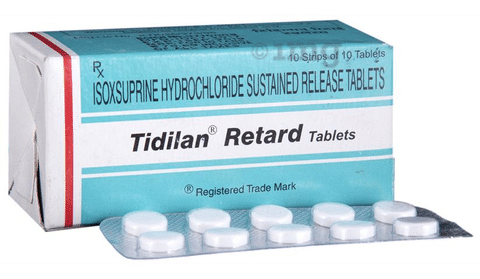 10 Strips of 10 Tablets
Rx
ISOXSUPRINE HYDROCHLORIDE SUSTAINED RELEASE TABLETS
Tidilan® Retard Tablets
® Registered Trade Mark